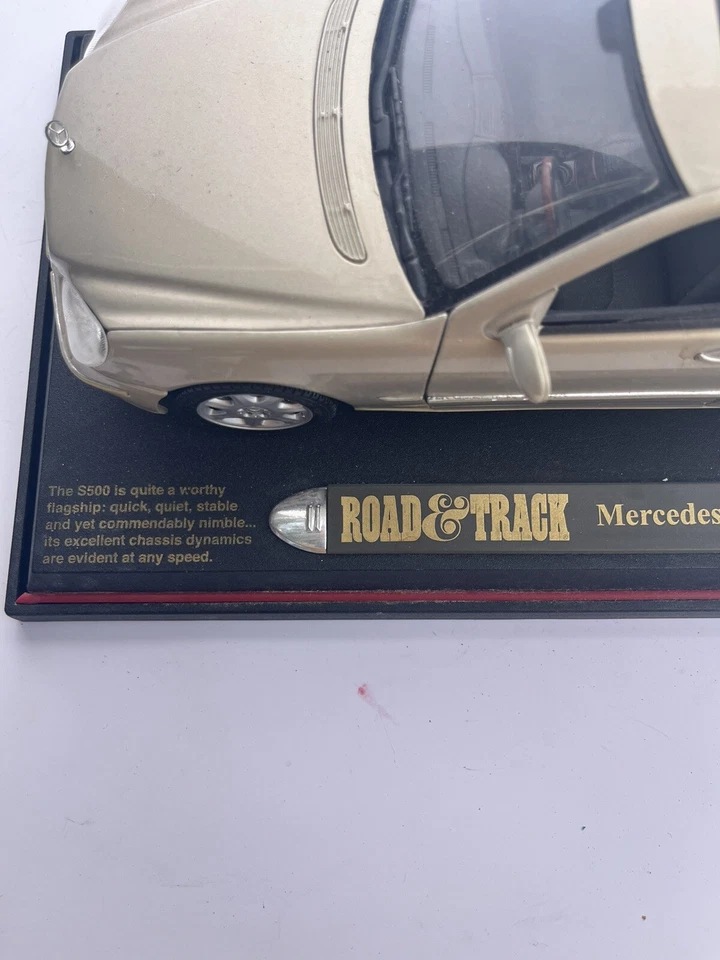 The S500 is quite a worthy
flagship: quick, quiet, stable
and yet commendably nimble...
its excellent chassis dynamics
are evident at any speed.
ROAD & TRACK Mercedes